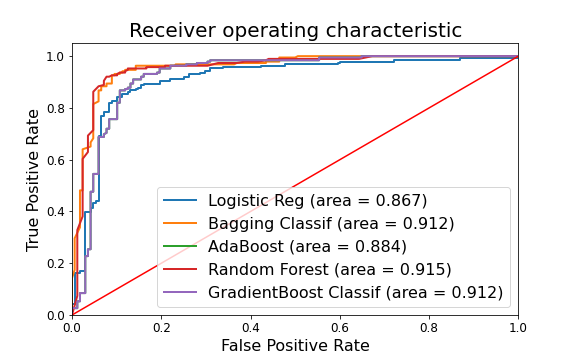 Receiver operating characteristic
True Positive Rate
1.0
0.8
0.6
0.4
0.2
0.0
Logistic Reg (area = 0.867)
Bagging Classif (area = 0.912)
AdaBoost (area = 0.884)
Random Forest (area = 0.915)
GradientBoost Classif (area = 0.912)
0.0 0.2 0.4 0.6 0.8 1.0
False Positive Rate